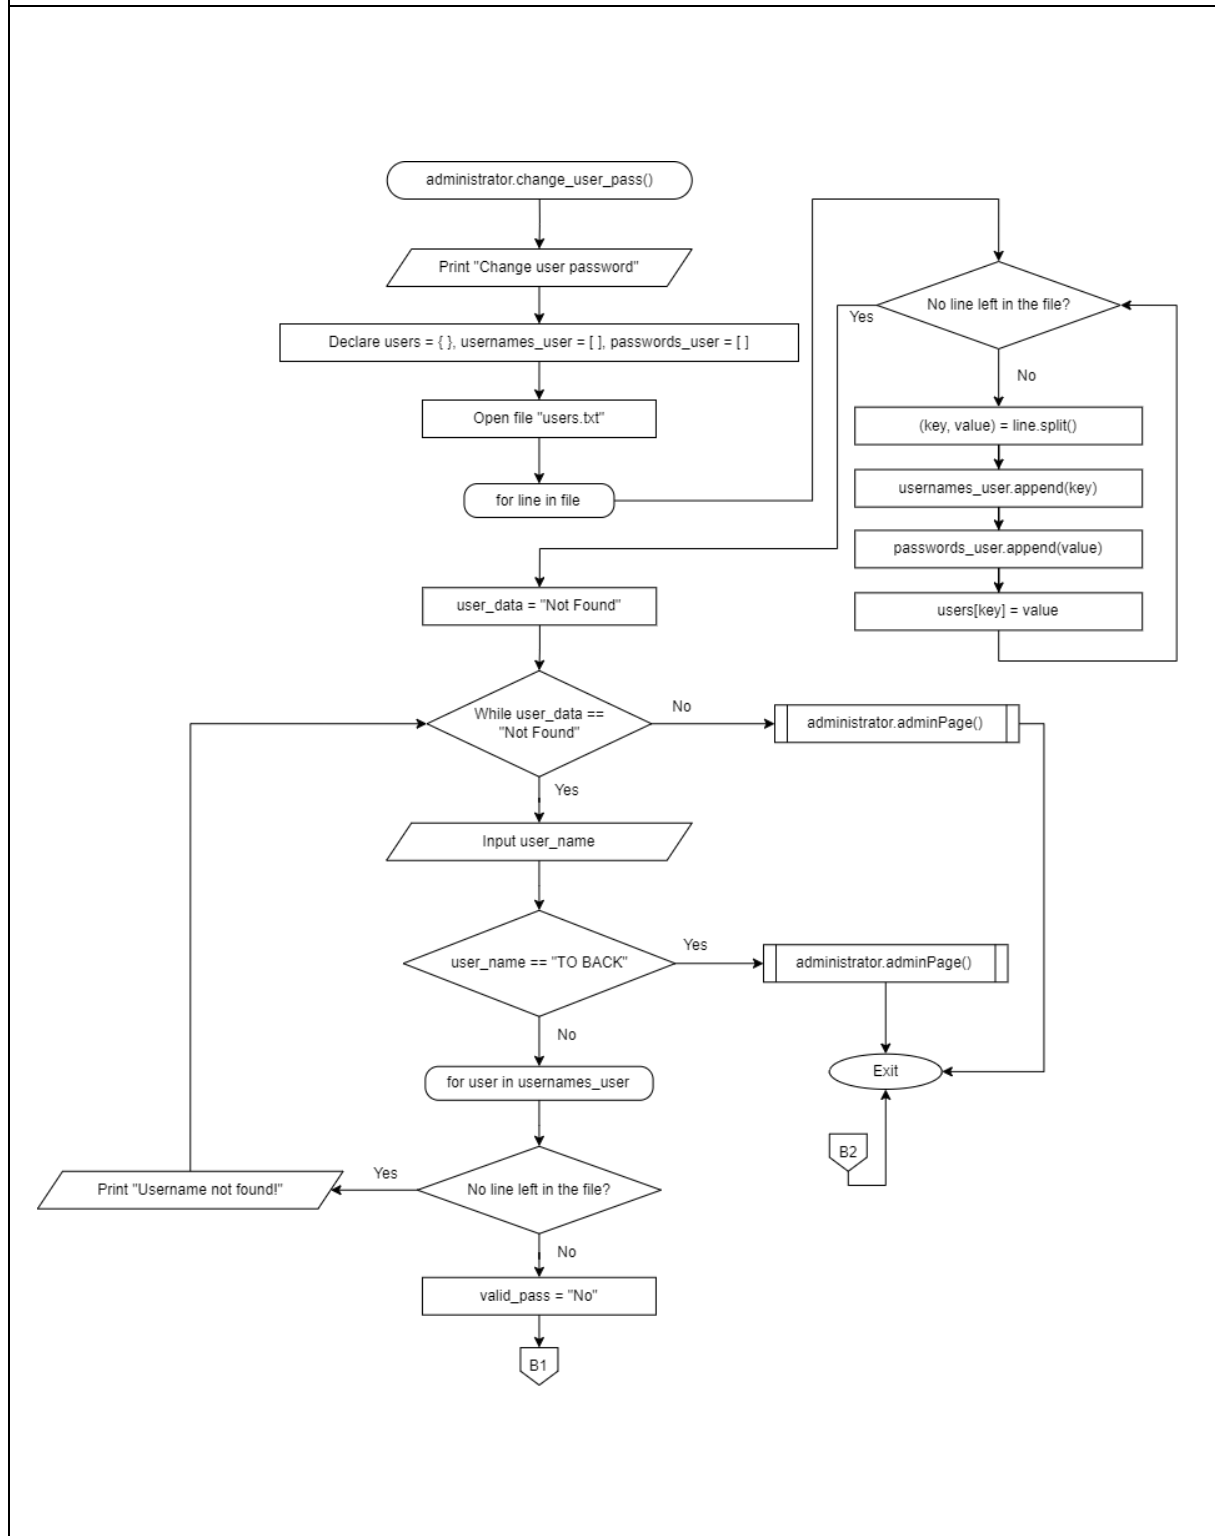 administrator.change_user_pass()
Print "Change user password"
Declare users = { }, usernames_user = [ ], passwords_user = [ ]
Open file "users.txt"
for line in file
No line left in the file?
Yes
No
(key, value) = line.split()
usernames_user.append(key)
passwords_user.append(value)
users[key] = value
user_data = "Not Found"
While user_data ==
"Not Found"
No
administrator.adminPage()
Yes
Input user_name
user_name == "TO BACK"
Yes
administrator.adminPage()
No
for user in usernames_user
Exit
B2
No line left in the file?
Yes
Print "Username not found!"
No
valid_pass = "No"
B1